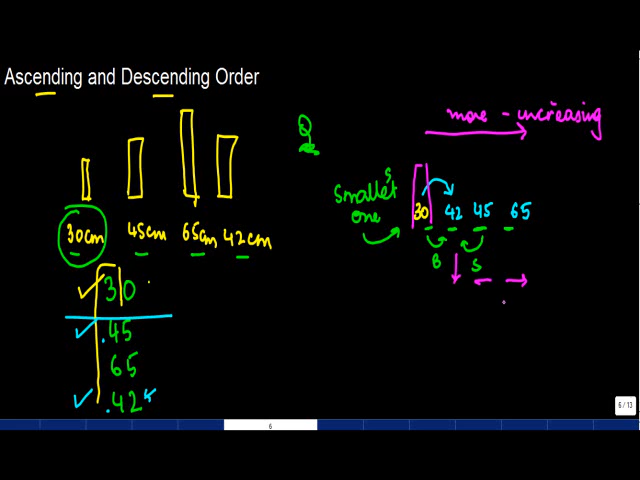 Ascending and Descending Order
Q
more - increasing
smallest
one
30 42 45 65
B S
30cm 45cm 65cm 42cm
30
.45
65
.42
6 / 13
6